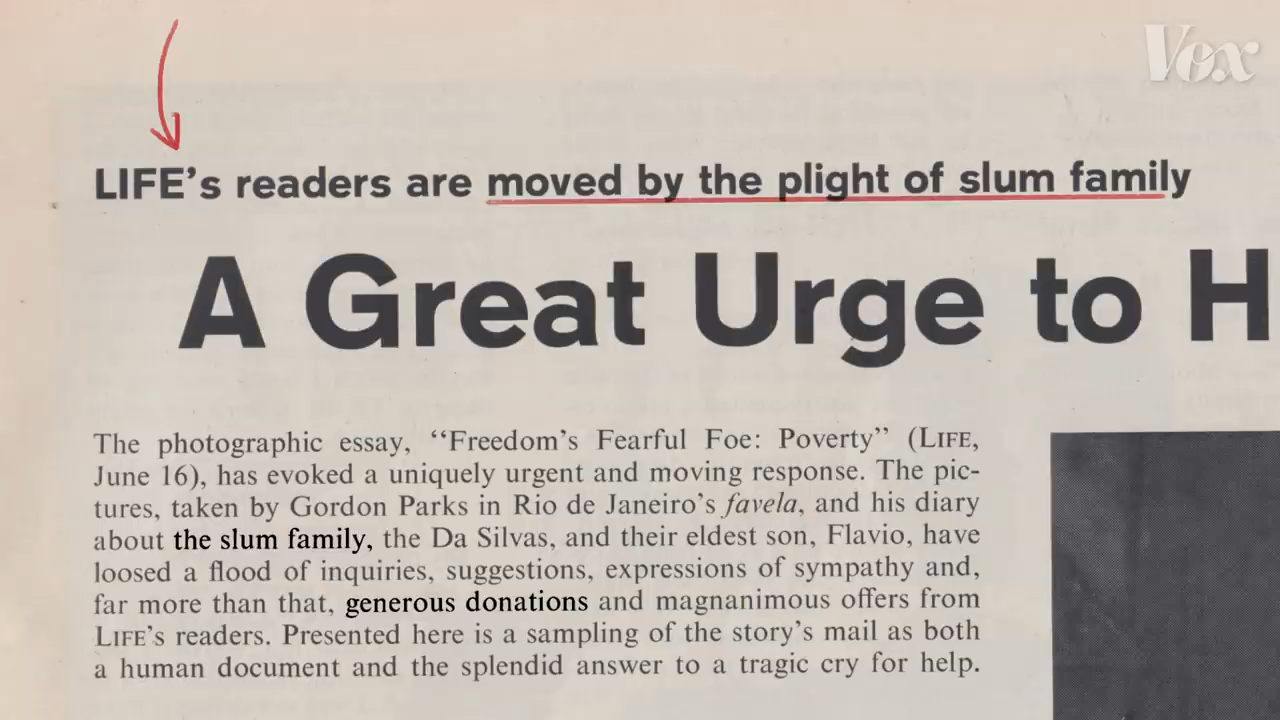 Vox
LIFE's readers are moved by the plight of slum family
A Great Urge to H
The photographic essay, “Freedom's Fearful Foe: Poverty” (LIFE,
June 16), has evoked a uniquely urgent and moving response. The pic-
tures, taken by Gordon Parks in Rio de Janeiro's favela, and his diary
about the slum family, the Da Silvas, and their eldest son, Flavio, have
loosed a flood of inquiries, suggestions, expressions of sympathy and,
far more than that, generous donations and magnanimous offers from
LIFE's readers. Presented here is a sampling of the story's mail as both
a human document and the splendid answer to a tragic cry for help.